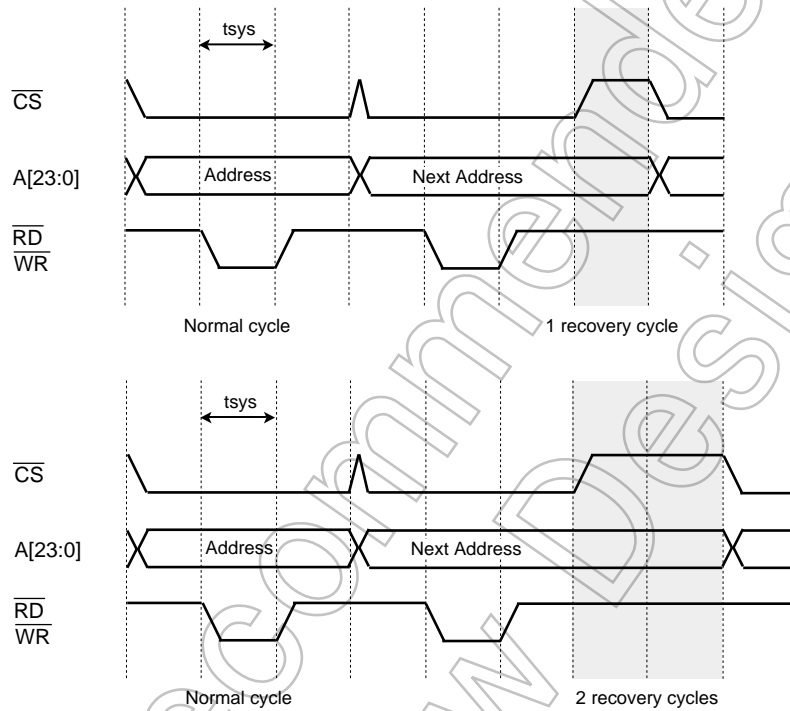 tsys
CS
A[23:0] Address Next Address
RD
WR
Normal cycle 1 recovery cycle
tsys
CS
A[23:0] Address Next Address
RD
WR
Normal cycle 2 recovery cycles